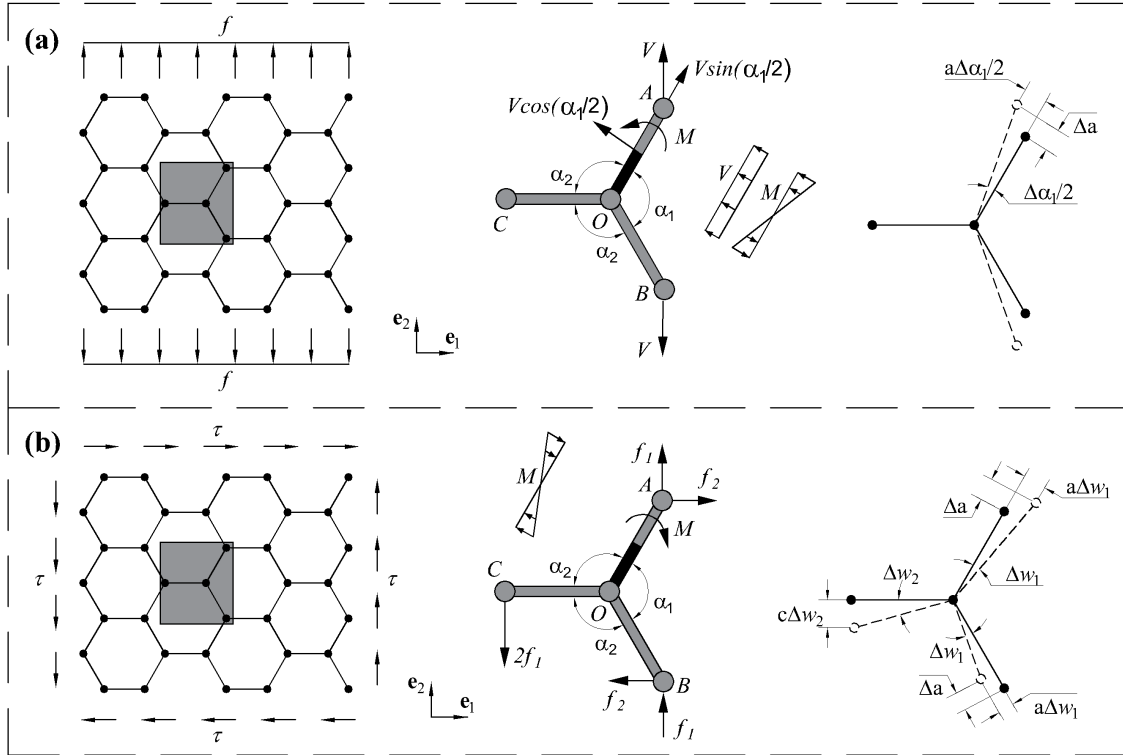 (a)
f
f
e₂
e₁
V
A
Vsin(α₁/2)
Vcos(α₁/2)
M
α₂
α₁
C
O
α₂
B
V
V
M
aΔα₁/2
Δa
Δα₁/2
(b)
τ
τ
τ
τ
e₂
e₁
M
f₁
A
f₂
M
C
α₂
α₁
O
α₂
2f₁
f₂
B
f₁
Δa
aΔw₁
Δw₂
Δw₁
cΔw₂
Δw₁
Δa
aΔw₁